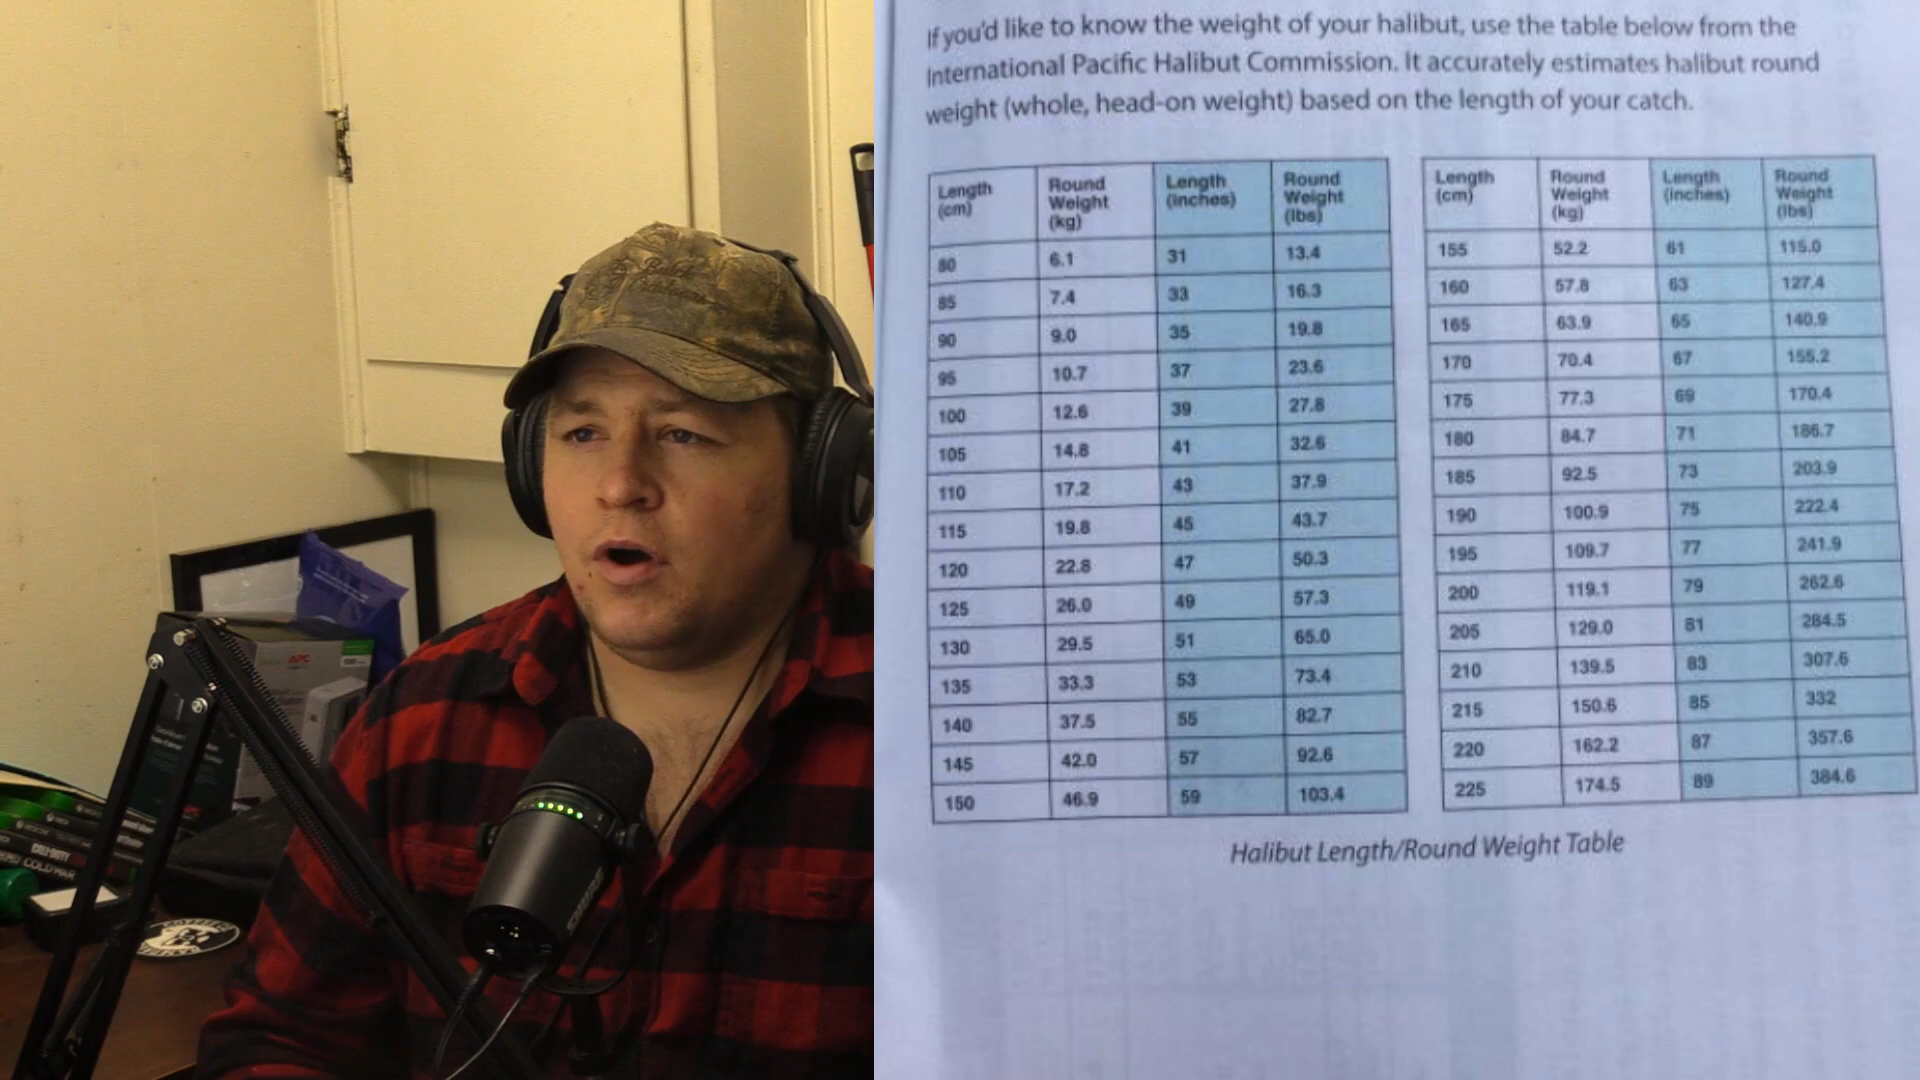 If you'd like to know the weight of your halibut, use the table below from the
International Pacific Halibut Commission. It accurately estimates halibut round
weight (whole, head-on weight) based on the length of your catch.
Length (cm) Round Weight (kg) Length (inches) Round Weight (lbs)
80 6.1 31 13.4
85 7.4 33 16.3
90 9.0 35 19.8
95 10.7 37 23.6
100 12.6 39 27.8
105 14.8 41 32.6
110 17.2 43 37.9
115 19.8 45 43.7
120 22.8 47 50.3
125 26.0 49 57.3
130 29.5 51 65.0
135 33.3 53 73.4
140 37.5 55 82.7
145 42.0 57 92.6
150 46.9 59 103.4
Length (cm) Round Weight (kg) Length (inches) Round Weight (lbs)
155 52.2 61 115.0
160 57.8 63 127.4
165 63.9 65 140.9
170 70.4 67 155.2
175 77.3 69 170.4
180 84.7 71 186.7
185 92.5 73 203.9
190 100.9 75 222.4
195 109.7 77 241.9
200 119.1 79 262.6
205 129.0 81 284.5
210 139.5 83 307.6
215 150.6 85 332
220 162.2 87 357.6
225 174.5 89 384.6
Halibut Length/Round Weight Table
APC
CALL OF DUTY
COLD WAR
SHURE